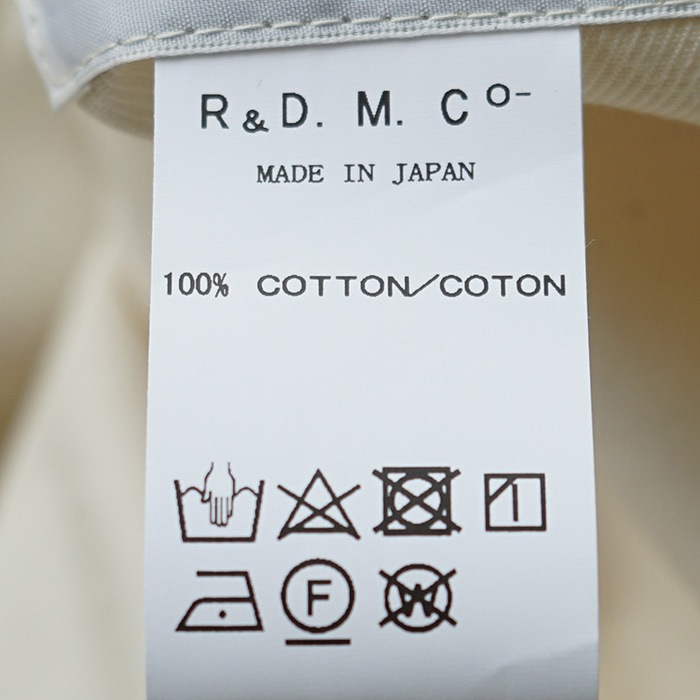 R&D. M. Co-
MADE IN JAPAN
100% COTTON/COTON
F
W